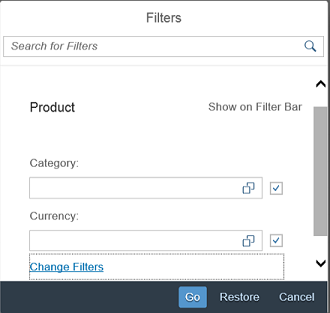 Filters
Search for Filters
Product Show on Filter Bar
Category:
Currency:
Change Filters
Go Restore Cancel